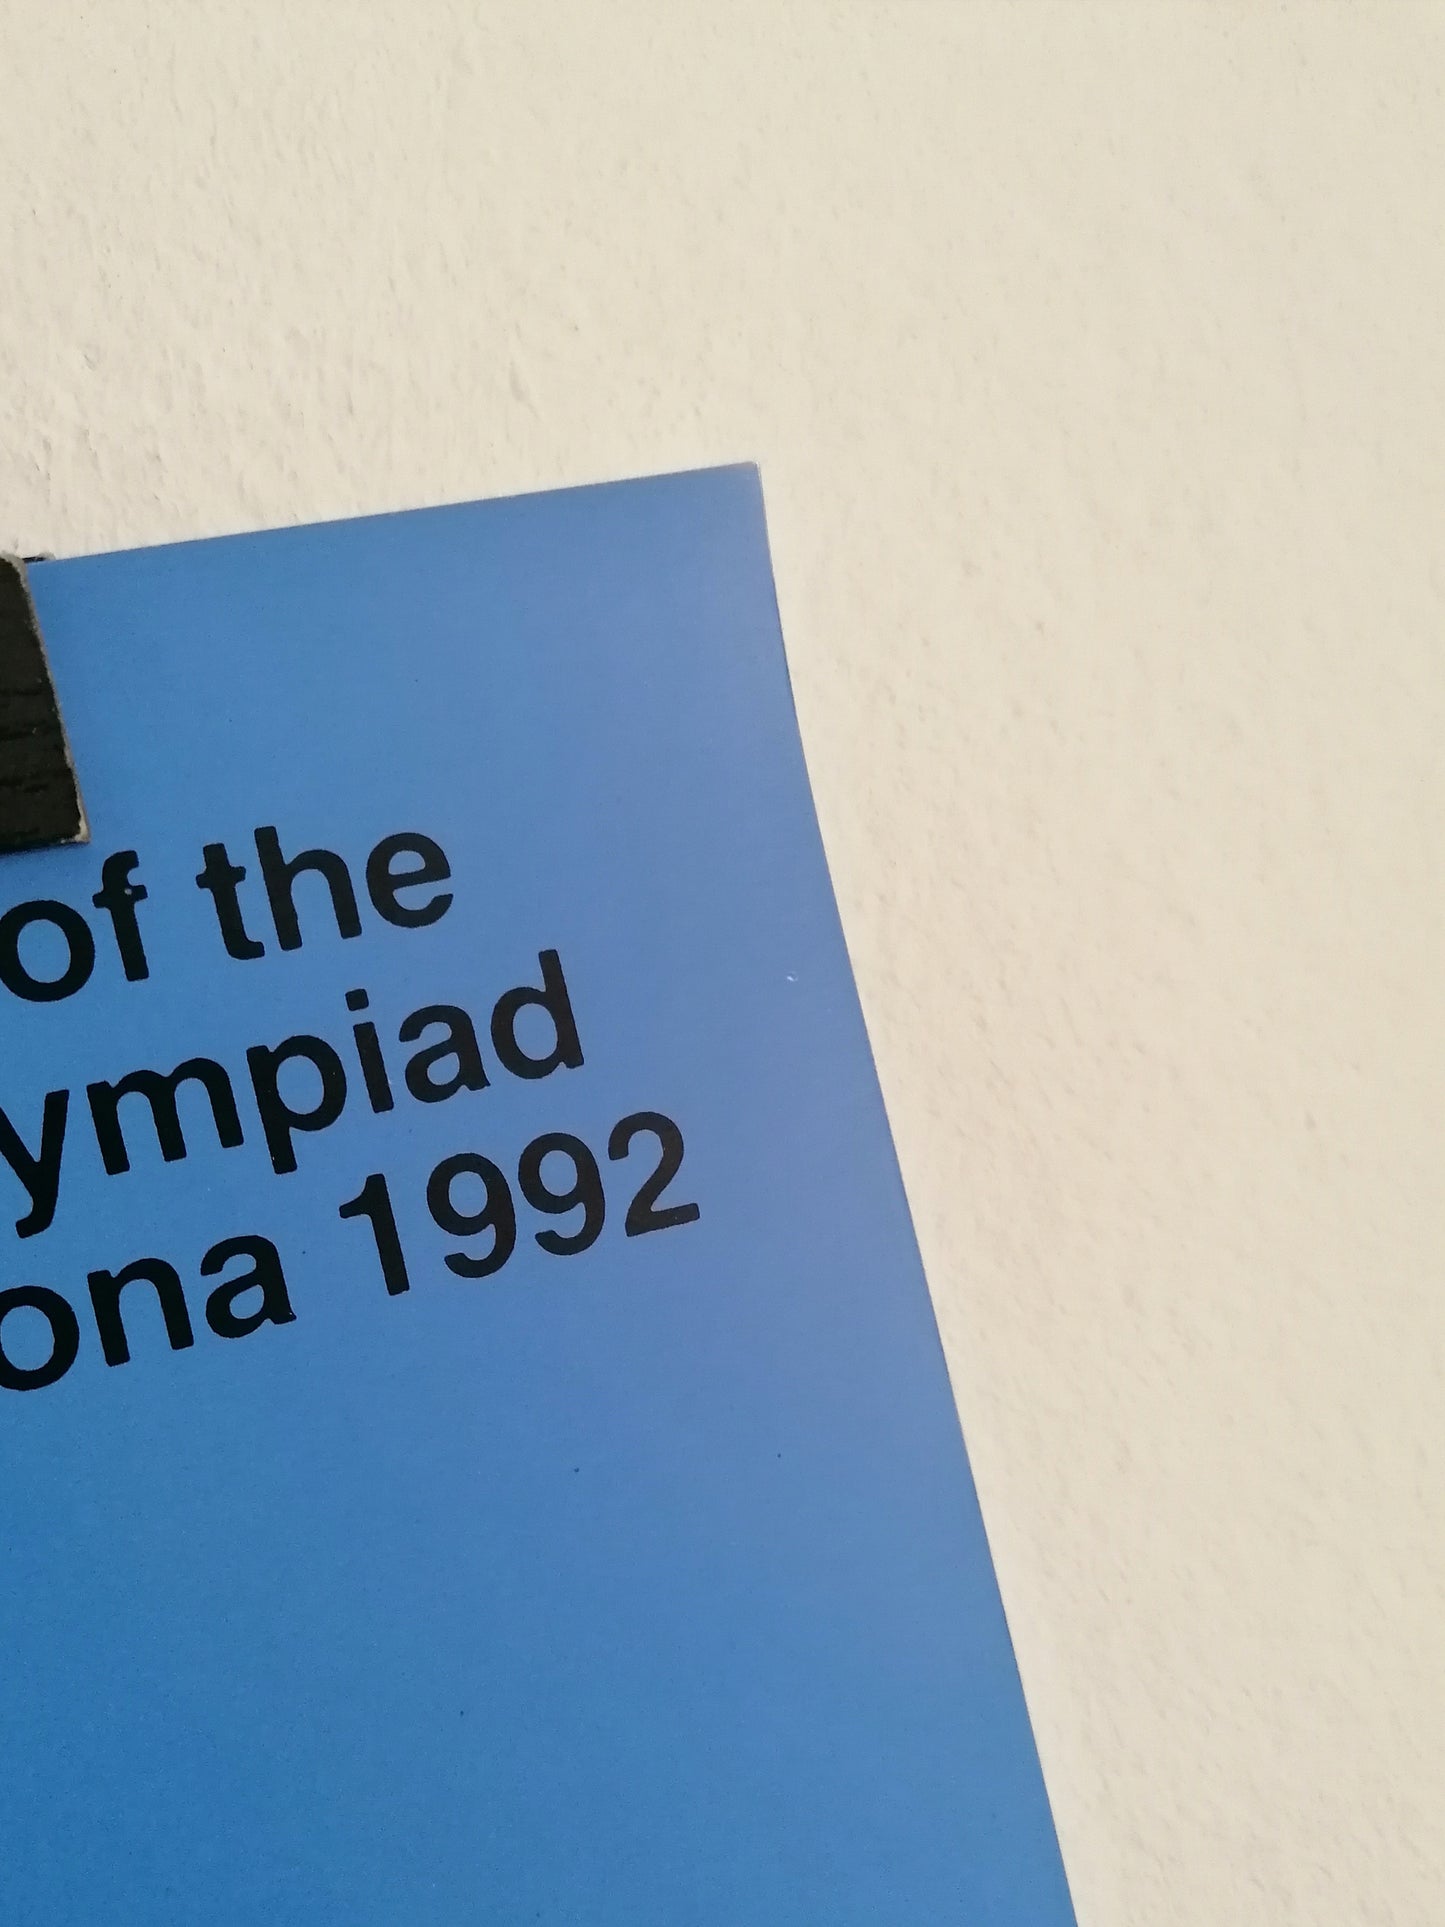 of the
ympiad
ona 1992